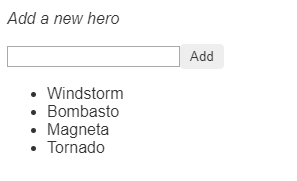 Add a new hero
Add
Windstorm
Bombasto
Magneta
Tornado